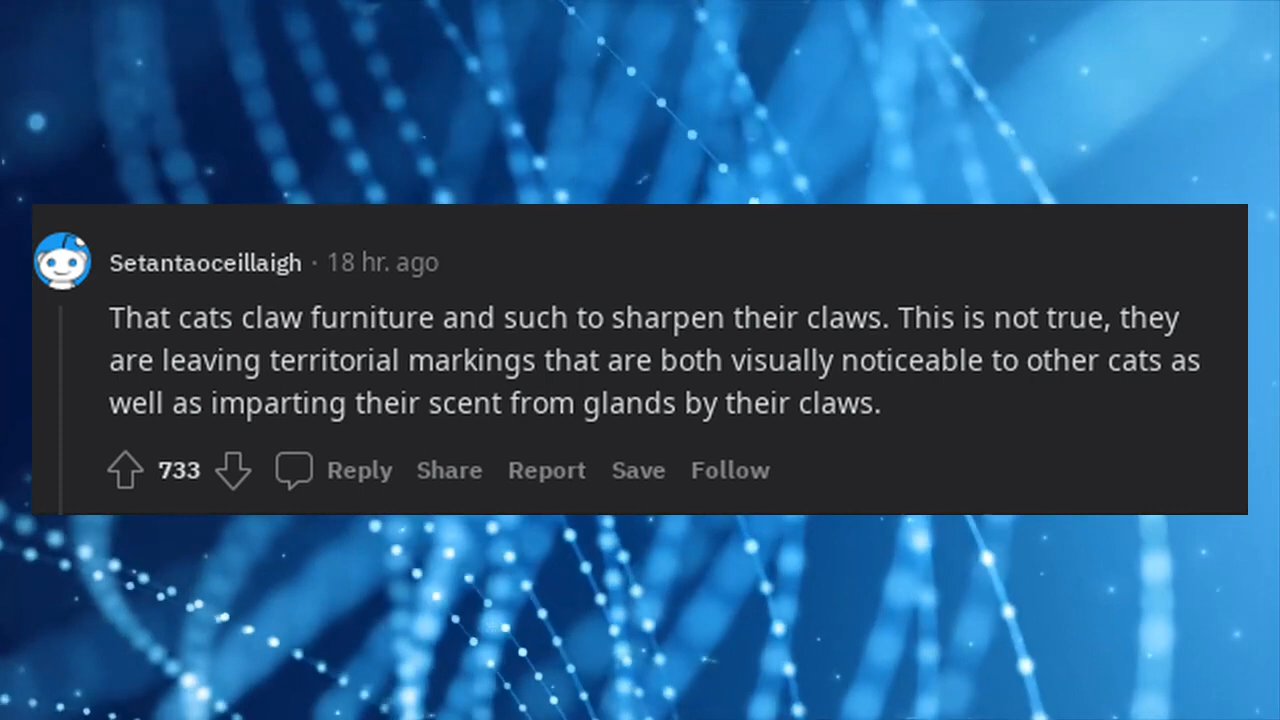 Setantaoceillaigh · 18 hr. ago
That cats claw furniture and such to sharpen their claws. This is not true, they
are leaving territorial markings that are both visually noticeable to other cats as
well as imparting their scent from glands by their claws.
733 Reply Share Report Save Follow